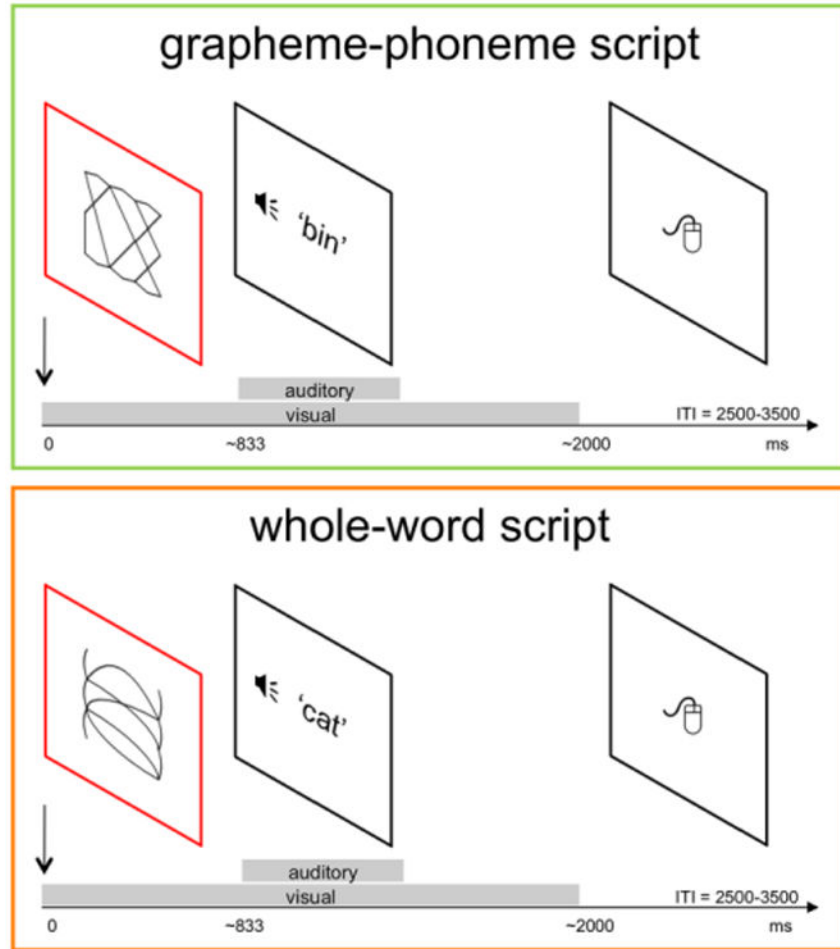 grapheme-phoneme script
‘bin’
auditory
visual
ITI = 2500-3500
0 ~833 ~2000 ms
whole-word script
‘cat’
auditory
visual
ITI = 2500-3500
0 ~833 ~2000 ms